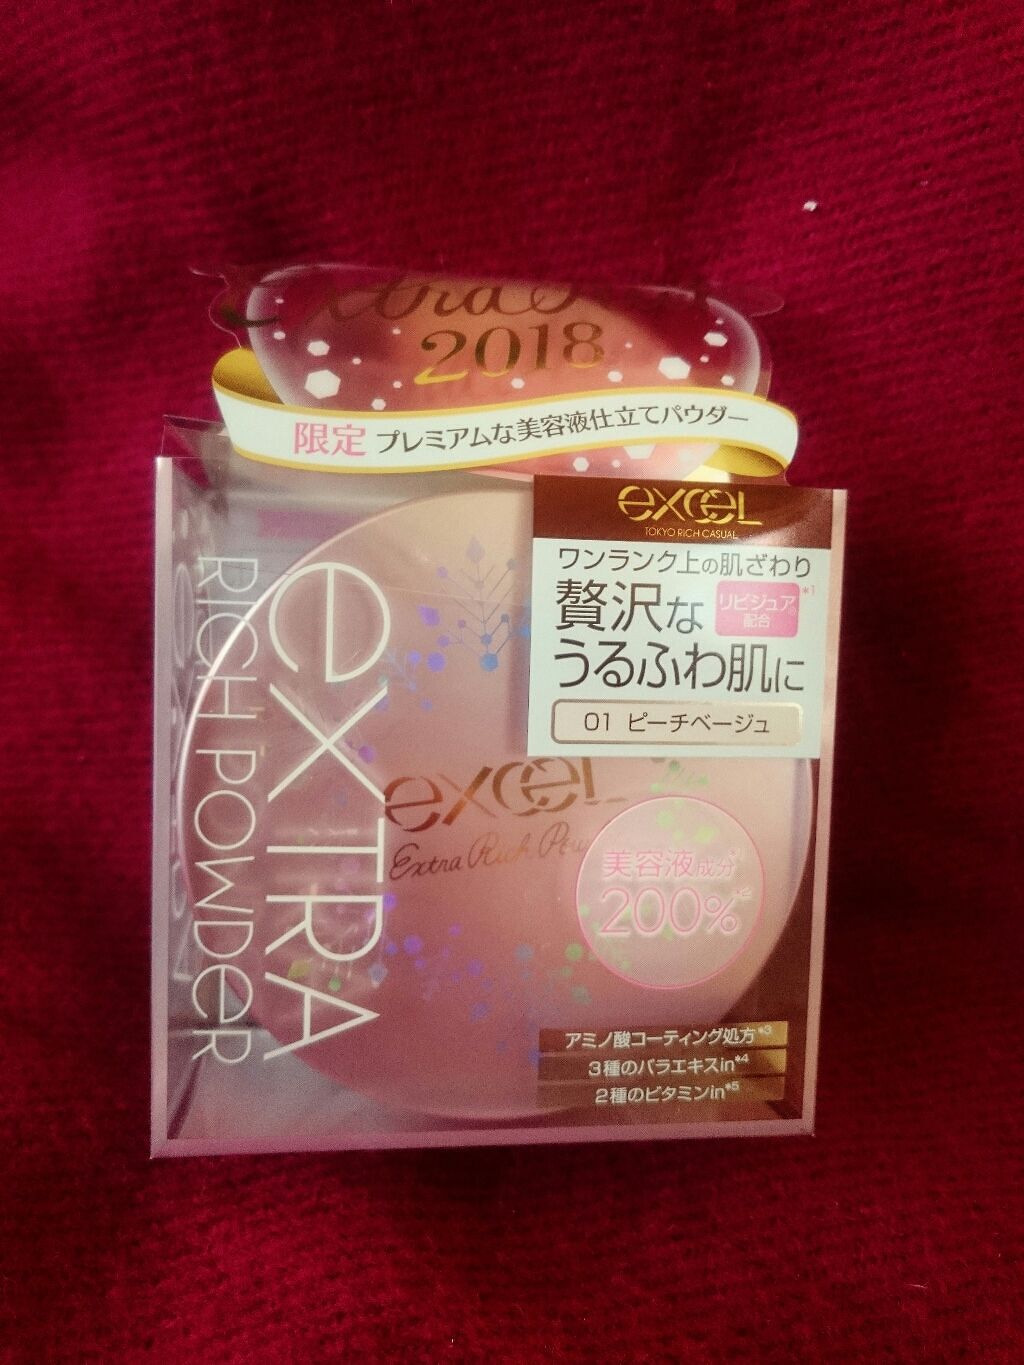 2018
限定 プレミアムな美容液仕立てパウダー
excel
TOKYO RICH CASUAL
ワンランク上の肌ざわり
贅沢な
リピジュア®*1
配合
うるふわ肌に
01 ピーチベージュ
extra
RICH POWDER
excel
Extra Rich
美容液成分
200%
アミノ酸コーティング処方*3
3種のバラエキスin*4
2種のビタミンin*5